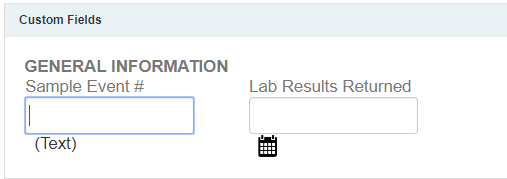 Custom Fields
GENERAL INFORMATION
Sample Event # Lab Results Returned
(Text)